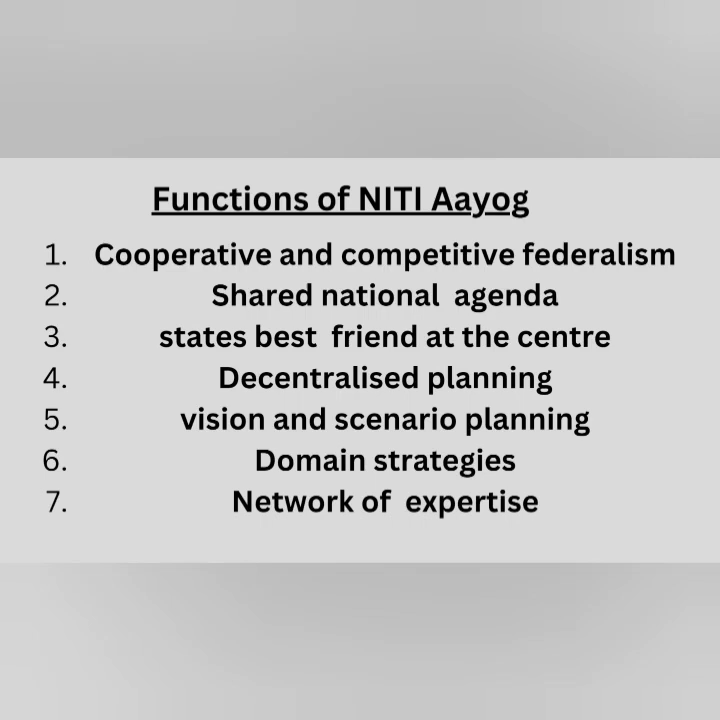 Functions of NITI Aayog
1. Cooperative and competitive federalism
2. Shared national agenda
3. states best friend at the centre
4. Decentralised planning
5. vision and scenario planning
6. Domain strategies
7. Network of expertise